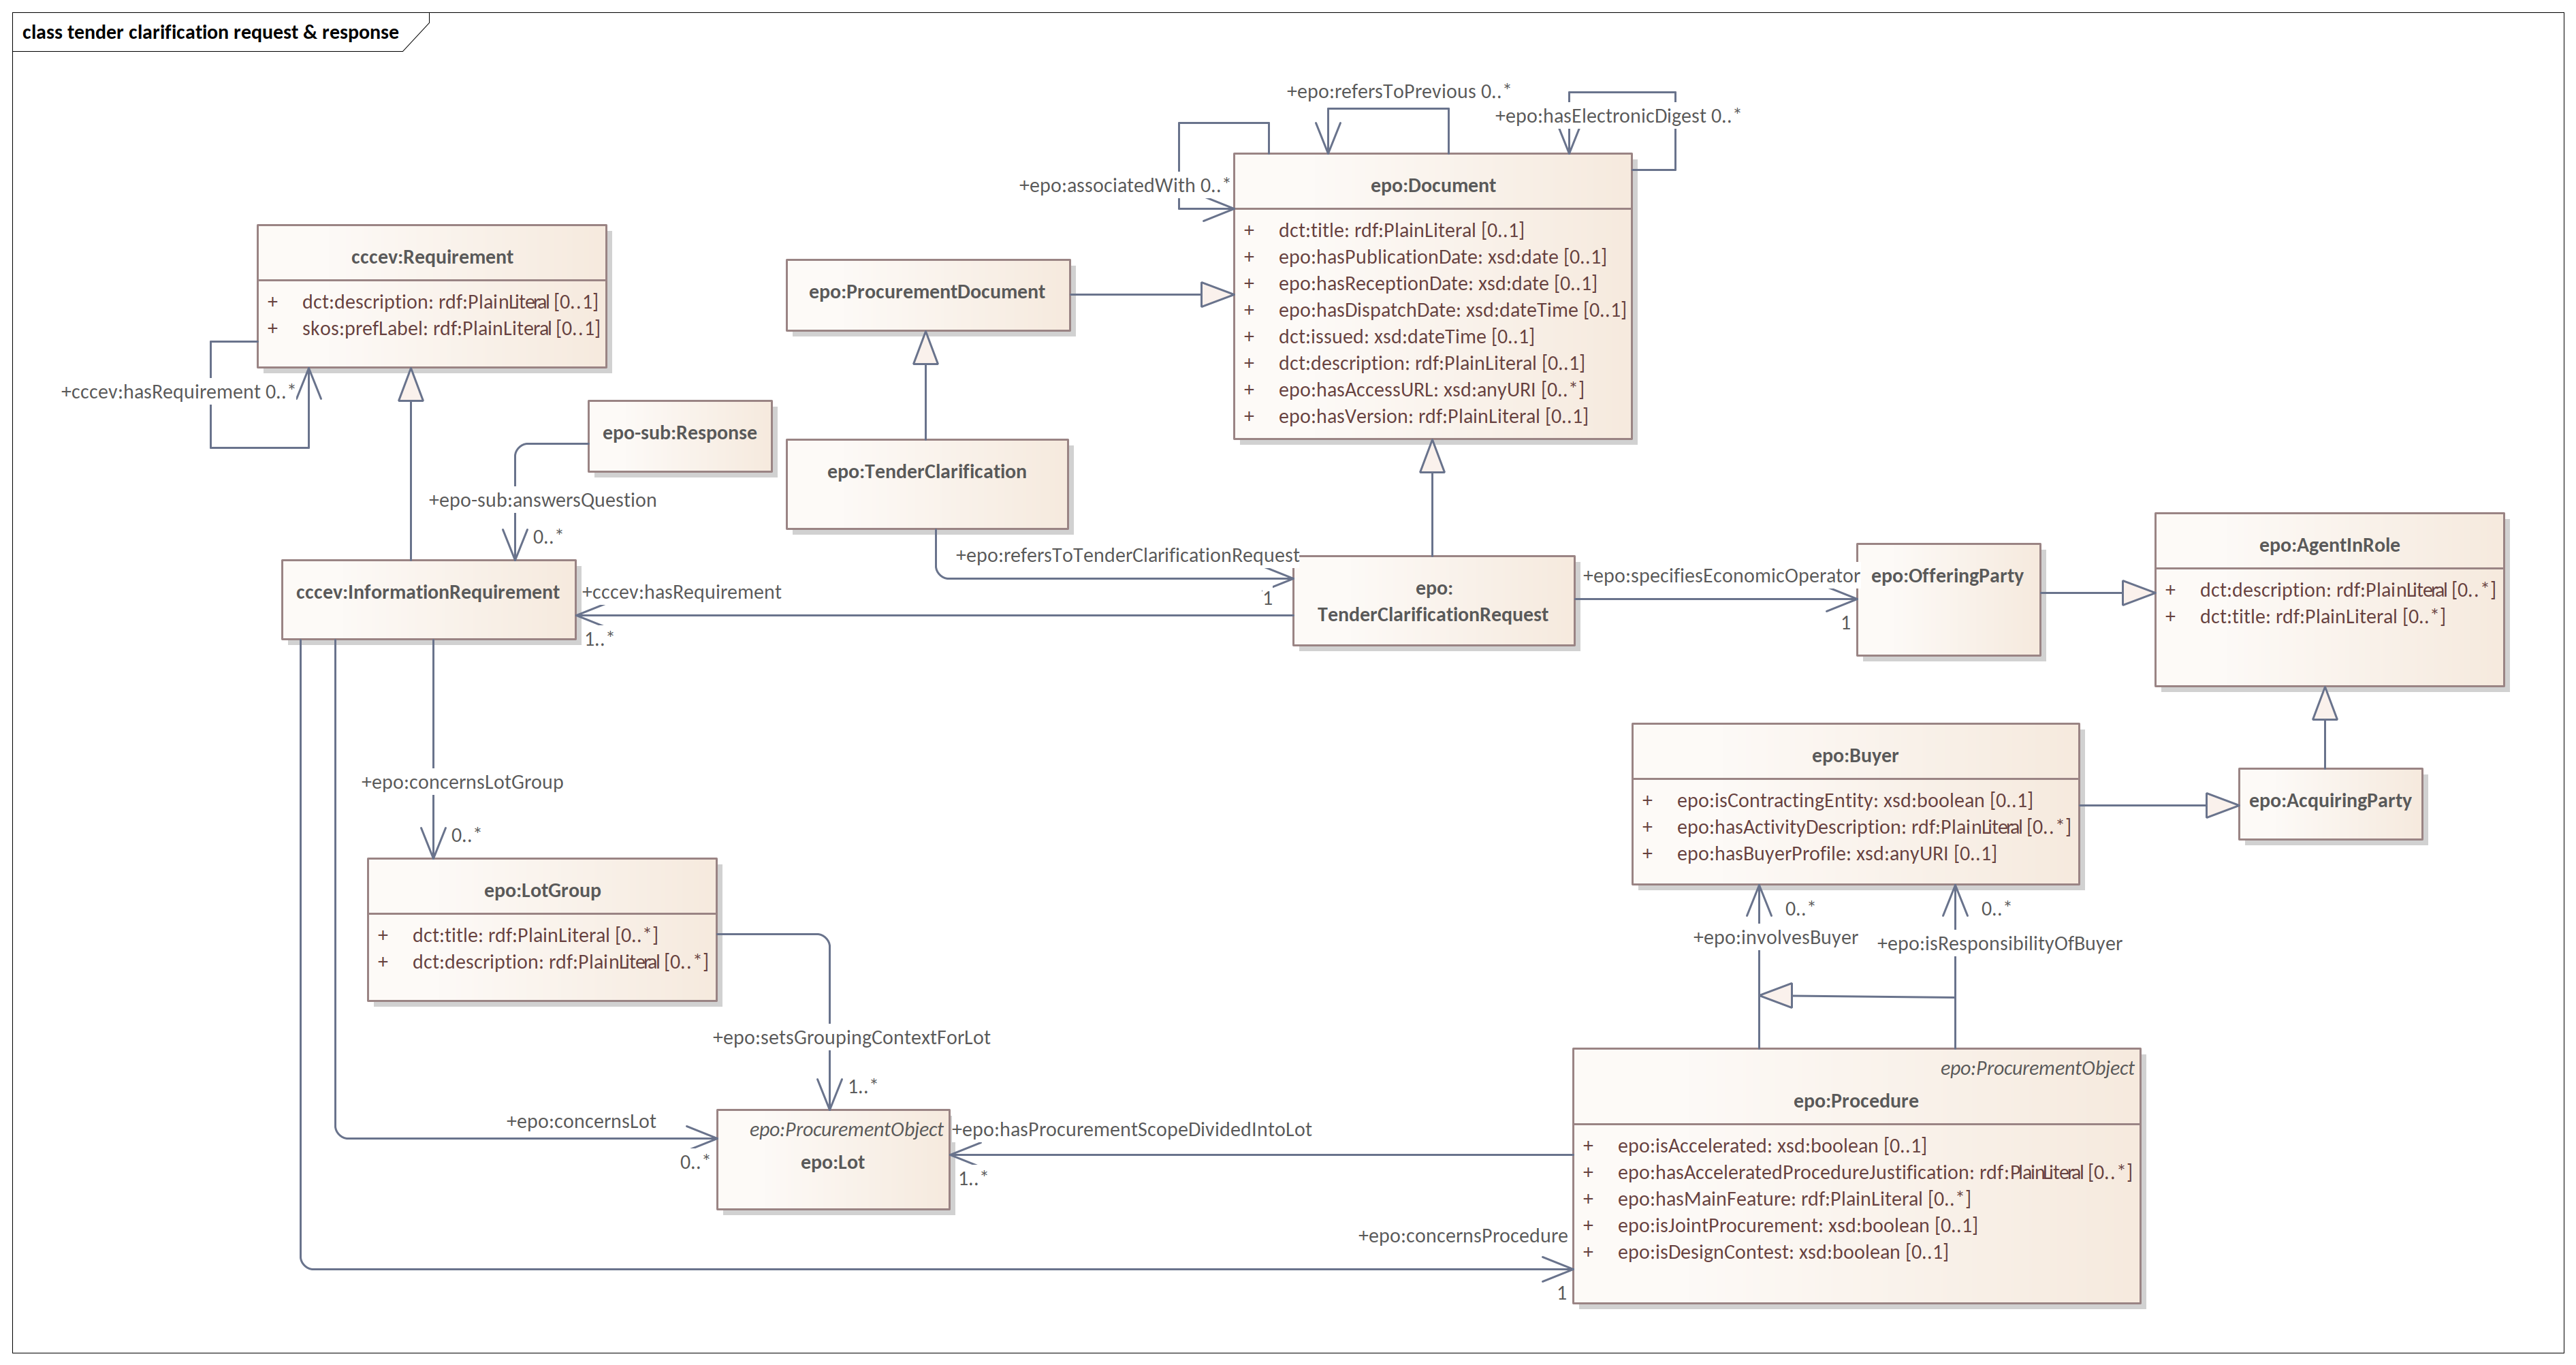 class tender clarification request & response
+epo:refersToPrevious 0..*
+epo:hasElectronicDigest 0..*
+epo:associatedWith 0..*
epo:Document
+ dct:title: rdf:PlainLiteral [0..1]
+ epo:hasPublicationDate: xsd:date [0..1]
+ epo:hasReceptionDate: xsd:date [0..1]
+ epo:hasDispatchDate: xsd:dateTime [0..1]
+ dct:issued: xsd:dateTime [0..1]
+ dct:description: rdf:PlainLiteral [0..1]
+ epo:hasAccessURL: xsd:anyURI [0..*]
+ epo:hasVersion: rdf:PlainLiteral [0..1]
cccev:Requirement
+ dct:description: rdf:PlainLiteral [0..1]
+ skos:prefLabel: rdf:PlainLiteral [0..1]
+cccev:hasRequirement 0..*
epo:ProcurementDocument
epo-sub:Response
+epo-sub:answersQuestion
0..*
epo:TenderClarification
+epo:refersToTenderClarificationRequest
1
cccev:InformationRequirement
+cccev:hasRequirement
1..*
epo:
TenderClarificationRequest
+epo:specifiesEconomicOperator
1
epo:OfferingParty
epo:AgentInRole
+ dct:description: rdf:PlainLiteral [0..*]
+ dct:title: rdf:PlainLiteral [0..*]
epo:Buyer
+ epo:isContractingEntity: xsd:boolean [0..1]
+ epo:hasActivityDescription: rdf:PlainLiteral [0..*]
+ epo:hasBuyerProfile: xsd:anyURI [0..1]
epo:AcquiringParty
+epo:concernsLotGroup
0..*
epo:LotGroup
+ dct:title: rdf:PlainLiteral [0..*]
+ dct:description: rdf:PlainLiteral [0..*]
0..*
+epo:involvesBuyer
0..*
+epo:isResponsibilityOfBuyer
+epo:setsGroupingContextForLot
1..*
+epo:concernsLot
0..*
epo:ProcurementObject
epo:Lot
+epo:hasProcurementScopeDividedIntoLot
1..*
epo:ProcurementObject
epo:Procedure
+ epo:isAccelerated: xsd:boolean [0..1]
+ epo:hasAcceleratedProcedureJustification: rdf:PlainLiteral [0..*]
+ epo:hasMainFeature: rdf:PlainLiteral [0..*]
+ epo:isJointProcurement: xsd:boolean [0..1]
+ epo:isDesignContest: xsd:boolean [0..1]
+epo:concernsProcedure
1